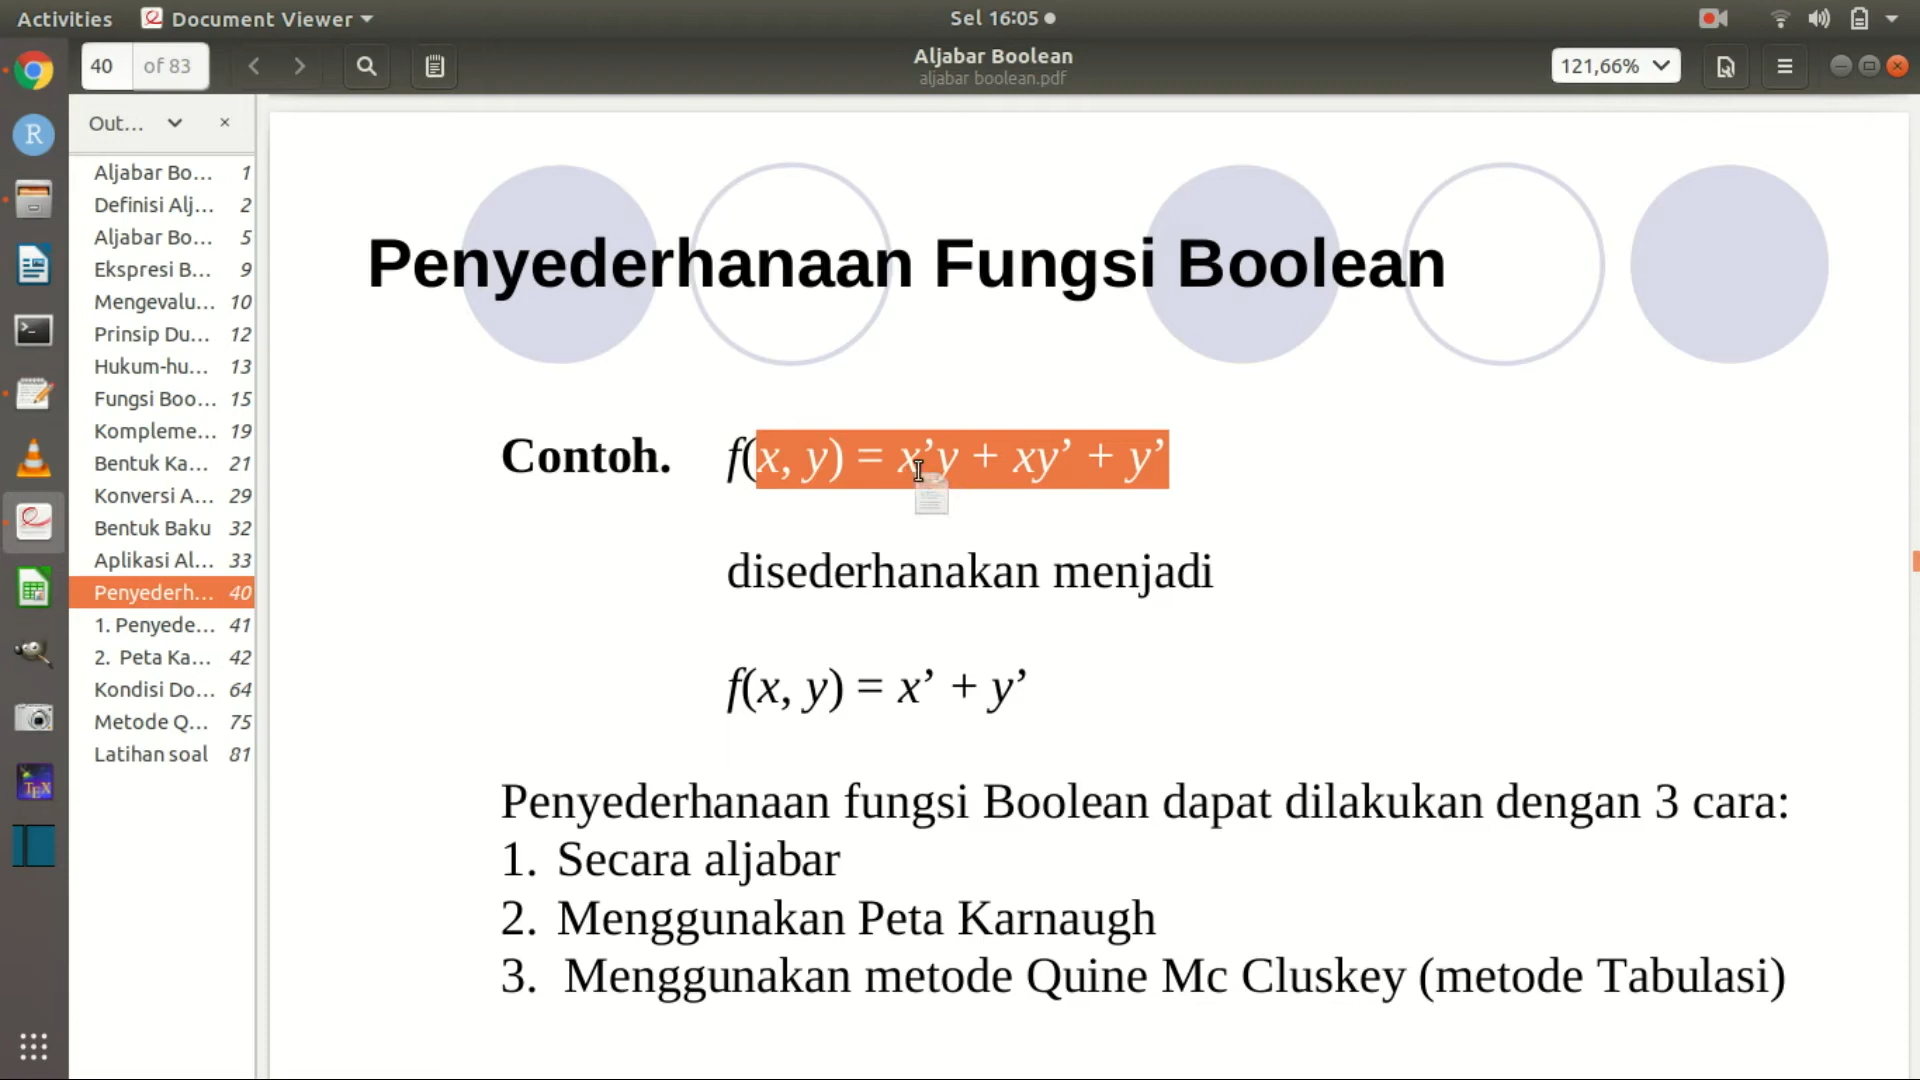 Activities
Document Viewer
Sel 16:05
40 of 83
Aljabar Boolean
aljabar boolean.pdf
121,66%
Out...
Aljabar Bo... 1
Definisi Alj... 2
Aljabar Bo... 5
Ekspresi B... 9
Mengevalu... 10
Prinsip Du... 12
Hukum-hu... 13
Fungsi Boo... 15
Kompleme... 19
Bentuk Ka... 21
Konversi A... 29
Bentuk Baku 32
Aplikasi Al... 33
Penyederh... 40
1. Penyede... 41
2. Peta Ka... 42
Kondisi Do... 64
Metode Q... 75
Latihan soal 81
R
TEX
Penyederhanaan Fungsi Boolean
Contoh. f(x, y) = x’y + xy’ + y’
disederhanakan menjadi
f(x, y) = x’ + y’
Penyederhanaan fungsi Boolean dapat dilakukan dengan 3 cara:
1. Secara aljabar
2. Menggunakan Peta Karnaugh
3. Menggunakan metode Quine Mc Cluskey (metode Tabulasi)